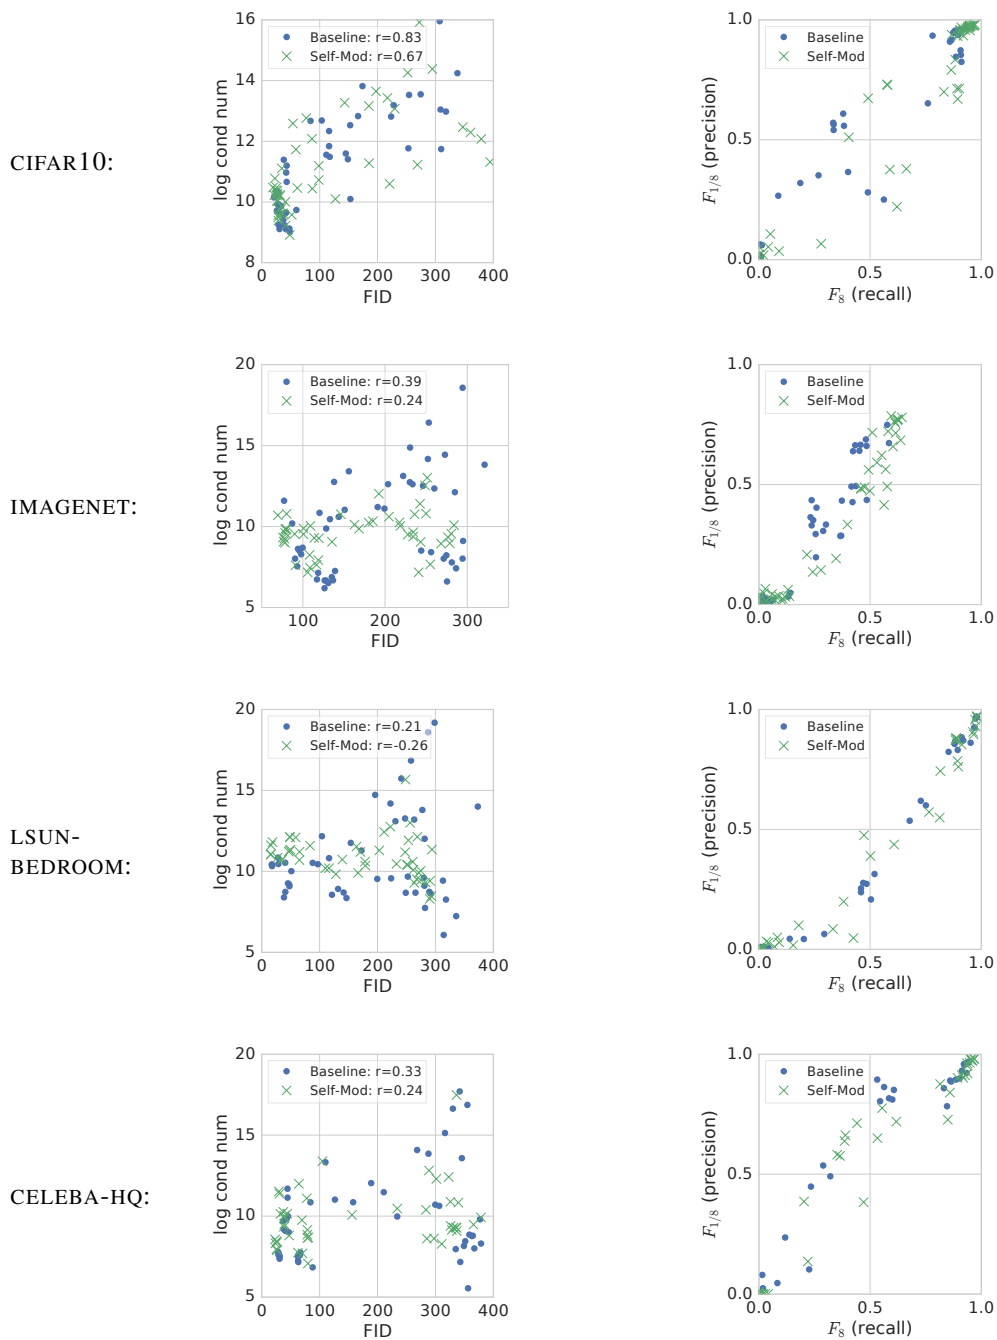 CIFAR10:
16
14
12
10
8
log cond num
Baseline: r=0.83
Self-Mod: r=0.67
0 100 200 300 400
FID
1.0
0.5
0.0
F1/8 (precision)
Baseline
Self-Mod
0.0 0.5 1.0
F8 (recall)
IMAGENET:
20
15
10
5
log cond num
Baseline: r=0.39
Self-Mod: r=0.24
100 200 300
FID
1.0
0.5
0.0
F1/8 (precision)
Baseline
Self-Mod
0.0 0.5 1.0
F8 (recall)
LSUN-
BEDROOM:
20
15
10
5
log cond num
Baseline: r=0.21
Self-Mod: r=-0.26
0 100 200 300 400
FID
1.0
0.5
0.0
F1/8 (precision)
Baseline
Self-Mod
0.0 0.5 1.0
F8 (recall)
CELEBA-HQ:
20
15
10
5
log cond num
Baseline: r=0.33
Self-Mod: r=0.24
0 100 200 300 400
FID
1.0
0.5
0.0
F1/8 (precision)
Baseline
Self-Mod
0.0 0.5 1.0
F8 (recall)